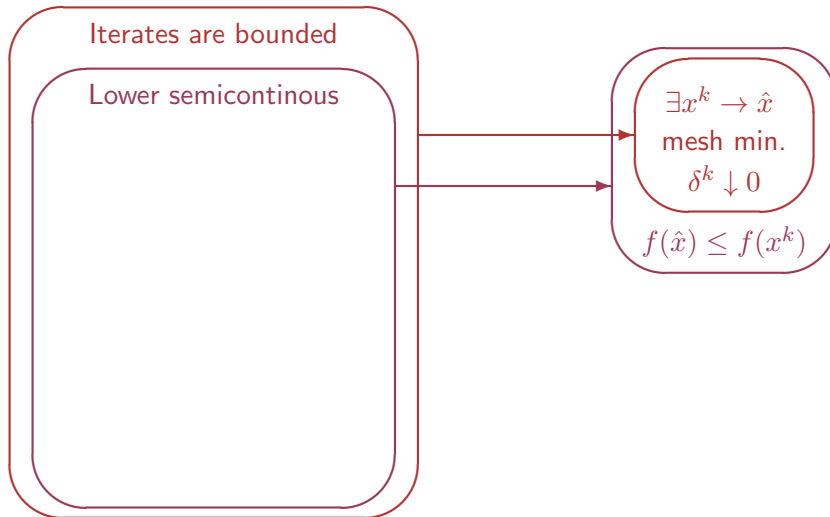 Iterates are bounded
Lower semicontinous
∃x^k → x̂
mesh min.
δ^k ↓ 0
f(x̂) ≤ f(x^k)